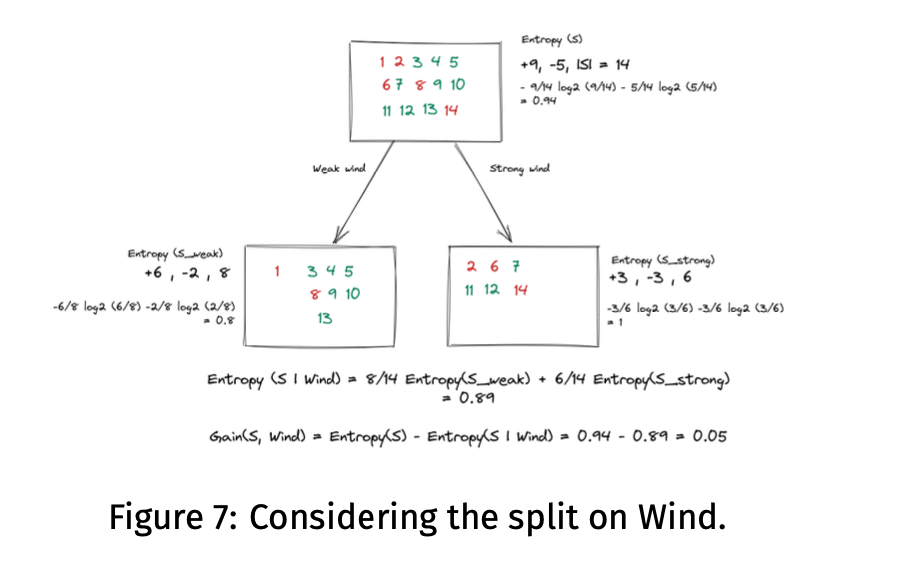 Entropy (S)
+9, -5, |S| = 14
- 9/14 log2 (9/14) - 5/14 log2 (5/14)
= 0.94
1 2 3 4 5
6 7 8 9 10
11 12 13 14
Weak wind
Strong wind
Entropy (S_weak)
+6 , -2 , 8
-6/8 log2 (6/8) -2/8 log2 (2/8)
= 0.8
1 3 4 5
8 9 10
13
2 6 7
11 12 14
Entropy (S_strong)
+3 , -3 , 6
-3/6 log2 (3/6) -3/6 log2 (3/6)
= 1
Entropy (S | Wind) = 8/14 Entropy(S_weak) + 6/14 Entropy(S_strong)
= 0.89
Gain(S, Wind) = Entropy(S) - Entropy(S | Wind) = 0.94 - 0.89 = 0.05
Figure 7: Considering the split on Wind.